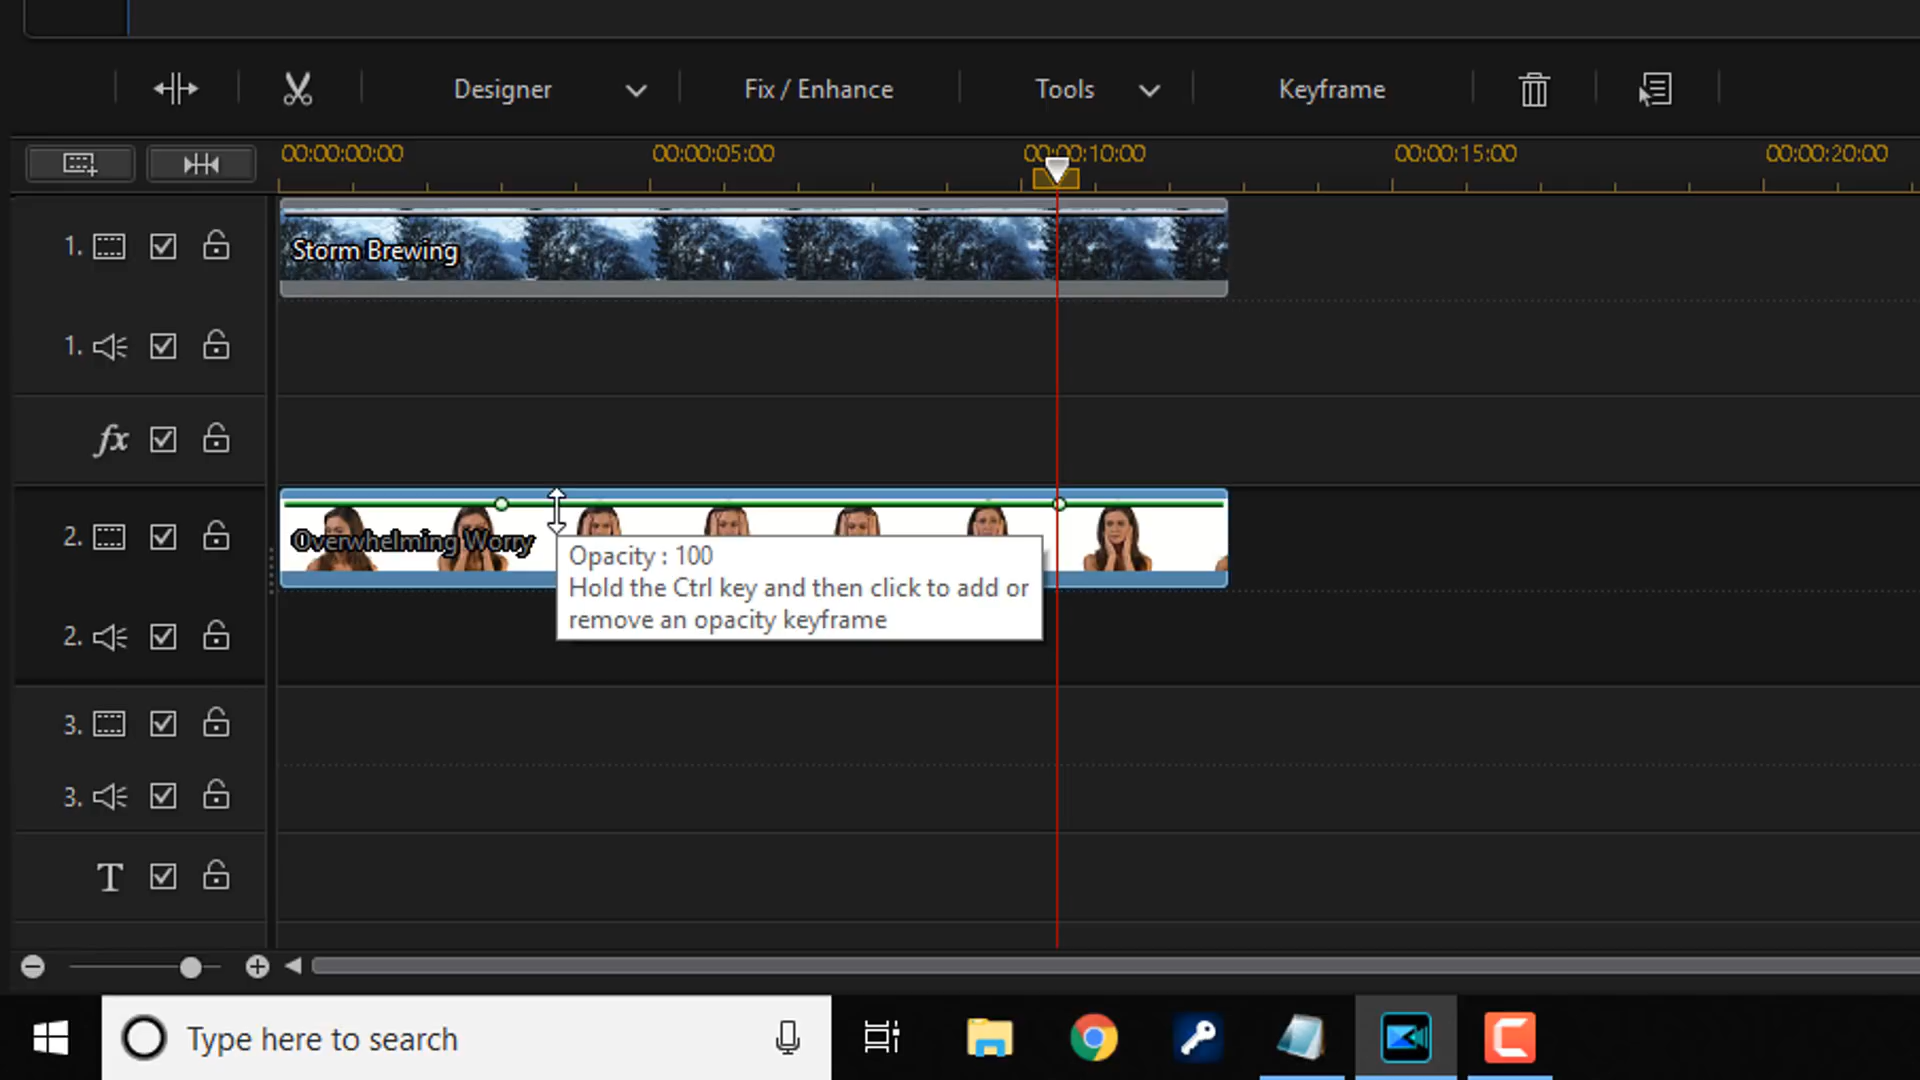 Designer
Fix / Enhance
Tools
Keyframe
00:00:00:00
00:00:05:00
00:00:10:00
00:00:15:00
00:00:20:00
1.
Storm Brewing
1.
fx
2.
Overwhelming Worry
Opacity : 100
Hold the Ctrl key and then click to add or
remove an opacity keyframe
2.
3.
3.
T
Type here to search